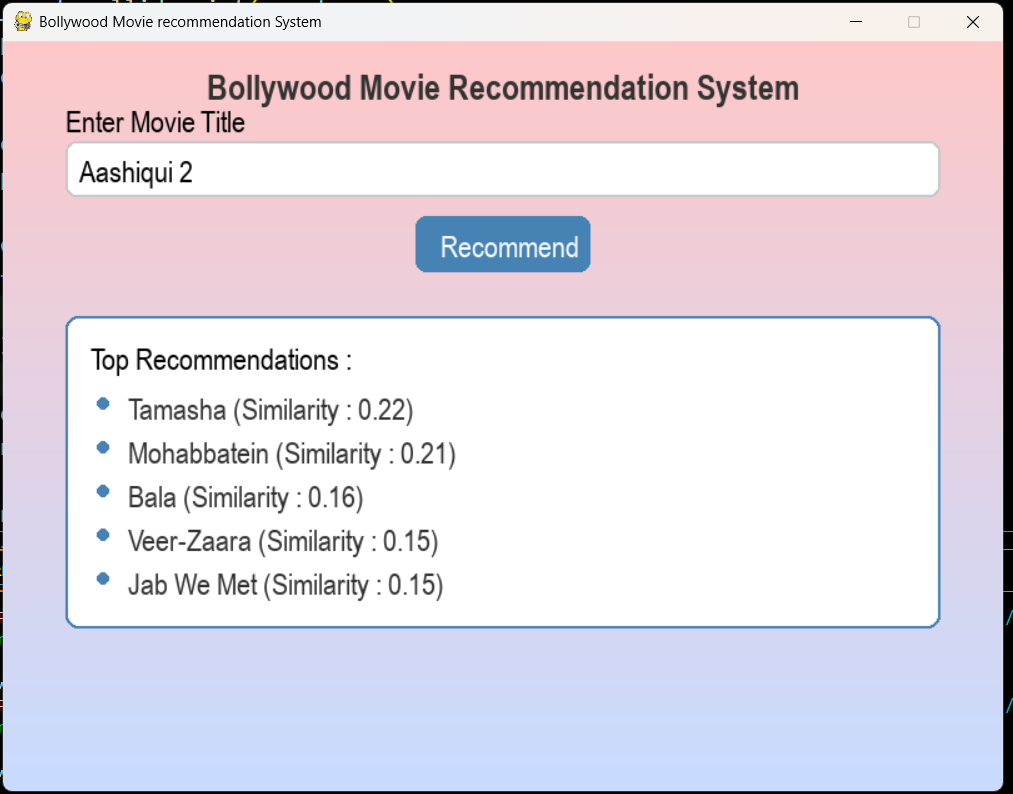 Bollywood Movie recommendation System
Bollywood Movie Recommendation System
Enter Movie Title
Aashiqui 2
Recommend
Top Recommendations :
Tamasha (Similarity : 0.22)
Mohabbatein (Similarity : 0.21)
Bala (Similarity : 0.16)
Veer-Zaara (Similarity : 0.15)
Jab We Met (Similarity : 0.15)